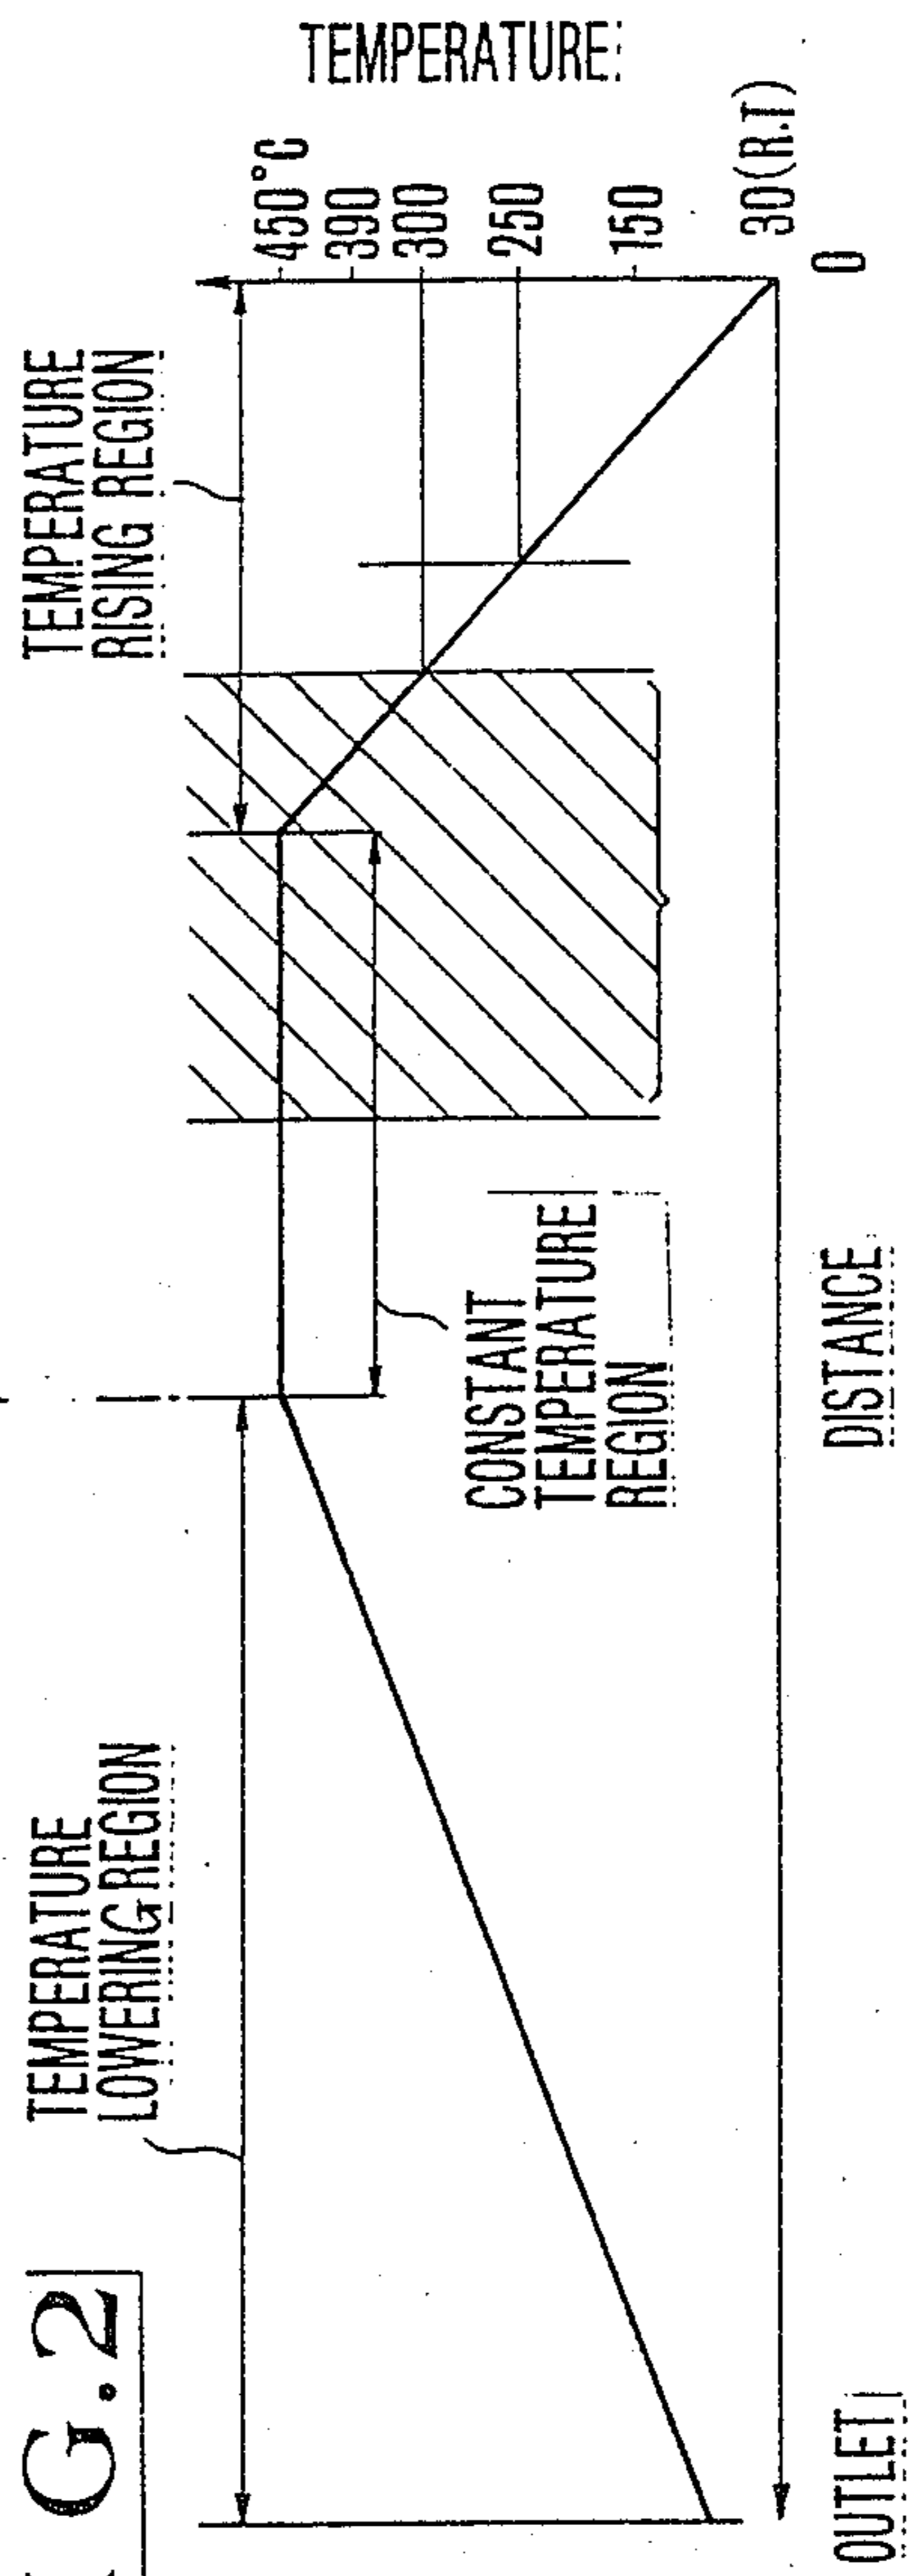 G.2
TEMPERATURE
LOWERING REGION
TEMPERATURE
RISING REGION
TEMPERATURE
450°C
390
300
250
150
30(R.T)
0
CONSTANT
TEMPERATURE
REGION
DISTANCE
OUTLET